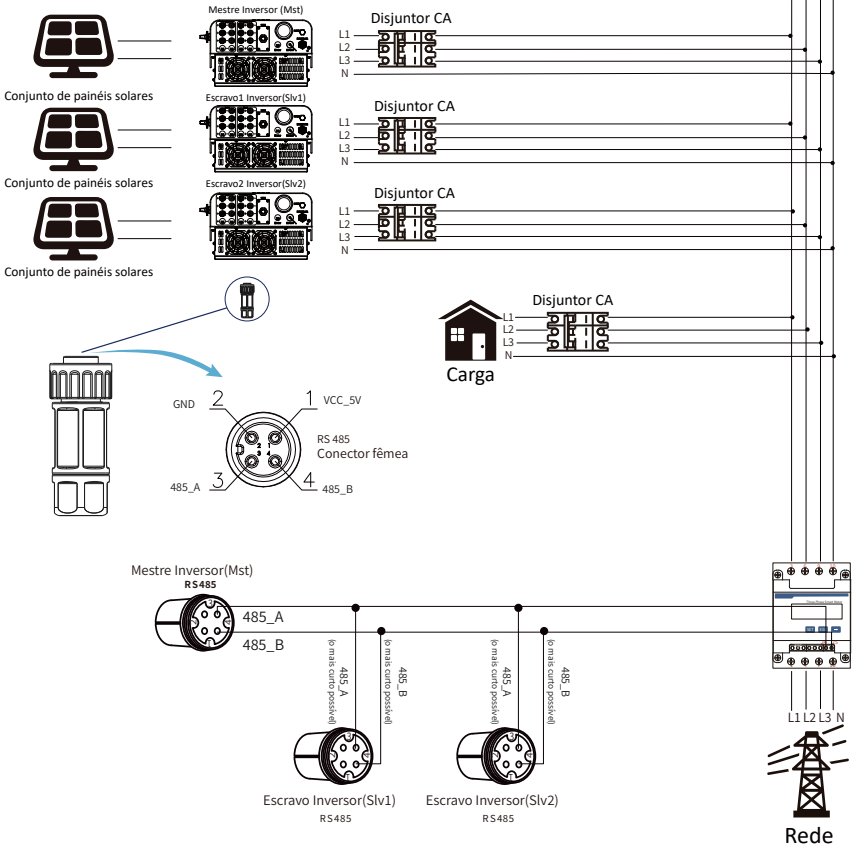 Mestre Inversor (Mst)
Disjuntor CA
L1
L2
L3
N
Conjunto de painéis solares
Escravo1 Inversor(Slv1)
Disjuntor CA
L1
L2
L3
N
Conjunto de painéis solares
Escravo2 Inversor(Slv2)
Disjuntor CA
L1
L2
L3
N
Conjunto de painéis solares
Disjuntor CA
L1
L2
L3
N
Carga
GND 2
1 VCC_5V
2 1
3 4
RS 485
Conector fêmea
485_A 3
4 485_B
Mestre Inversor(Mst)
RS485
485_A
485_B
485_A
(o mais curto possível)
485_B
(o mais curto possível)
485_A
(o mais curto possível)
485_B
(o mais curto possível)
Escravo Inversor(Slv1)
RS485
Escravo Inversor(Slv2)
RS485
L1 L2 L3 N
Rede